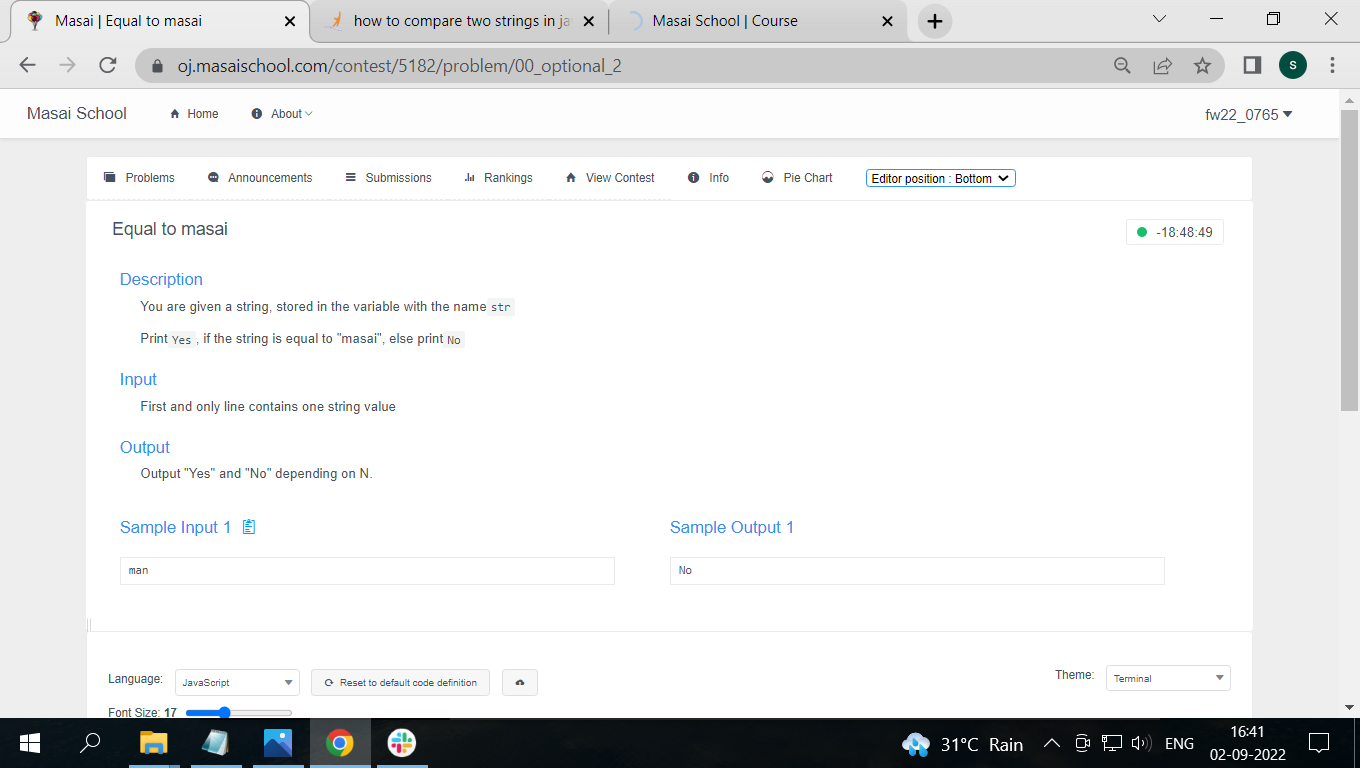 Masai | Equal to masai
how to compare two strings in ja
Masai School | Course
oj.masaischool.com/contest/5182/problem/00_optional_2
S
Masai School
Home
About
fw22_0765
Problems
Announcements
Submissions
Rankings
View Contest
Info
Pie Chart
Editor position : Bottom
Equal to masai
-18:48:49
Description
You are given a string, stored in the variable with the name str
Print Yes , if the string is equal to "masai", else print No
Input
First and only line contains one string value
Output
Output "Yes" and "No" depending on N.
Sample Input 1
Sample Output 1
man
No
Language:
JavaScript
Reset to default code definition
Theme:
Terminal
Font Size: 17
31°C Rain
ENG
16:41
02-09-2022